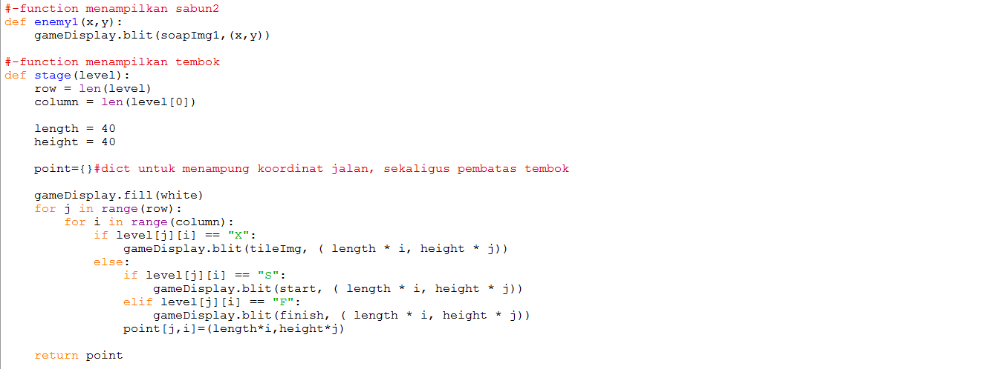 #-function menampilkan sabun2
def enemy1(x,y):
    gameDisplay.blit(soapImg1,(x,y))

#-function menampilkan tembok
def stage(level):
    row = len(level)
    column = len(level[0])

    length = 40
    height = 40

    point={}#dict untuk menampung koordinat jalan, sekaligus pembatas tembok

    gameDisplay.fill(white)
    for j in range(row):
        for i in range(column):
            if level[j][i] == "X":
                gameDisplay.blit(tileImg, ( length * i, height * j))
            else:
                if level[j][i] == "S":
                    gameDisplay.blit(start, ( length * i, height * j))
                elif level[j][i] == "F":
                    gameDisplay.blit(finish, ( length * i, height * j))
                point[j,i]=(length*i,height*j)

    return point